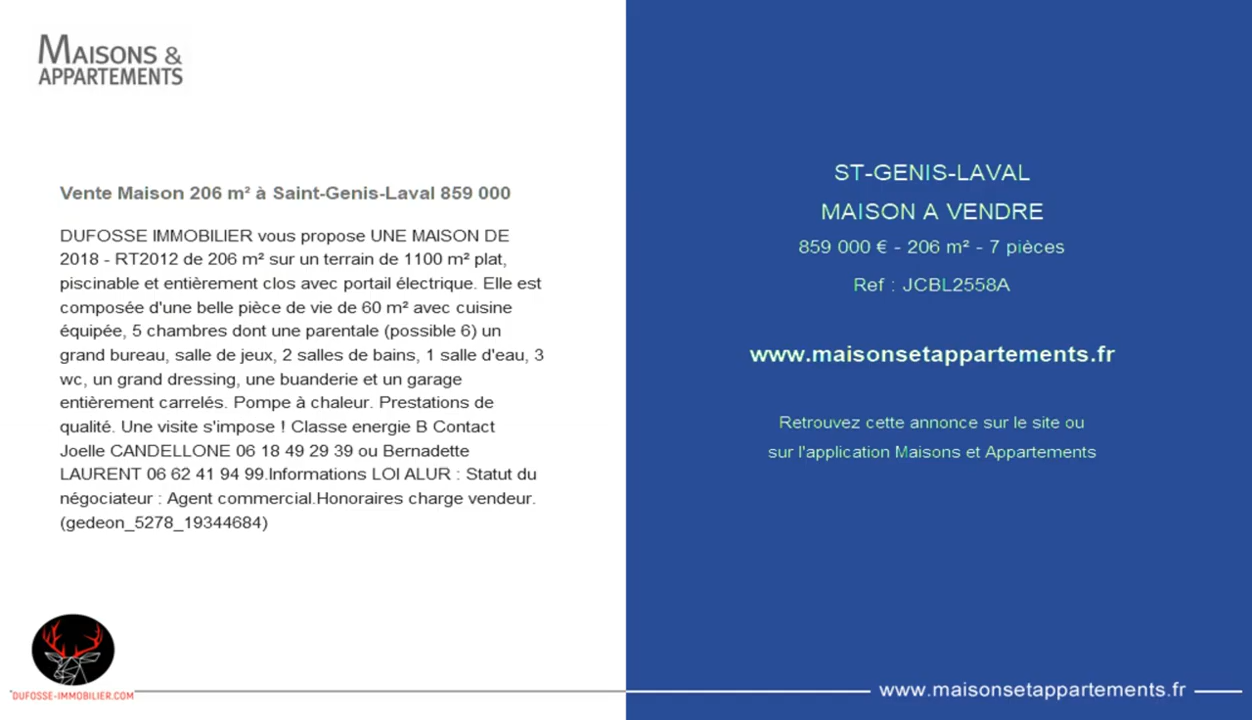 MAISONS &
APPARTEMENTS
Vente Maison 206 m² à Saint-Genis-Laval 859 000
DUFOSSE IMMOBILIER vous propose UNE MAISON DE
2018 - RT2012 de 206 m² sur un terrain de 1100 m² plat,
piscinable et entièrement clos avec portail électrique. Elle est
composée d'une belle pièce de vie de 60 m² avec cuisine
équipée, 5 chambres dont une parentale (possible 6) un
grand bureau, salle de jeux, 2 salles de bains, 1 salle d'eau, 3
wc, un grand dressing, une buanderie et un garage
entièrement carrelés. Pompe à chaleur. Prestations de
qualité. Une visite s'impose ! Classe energie B Contact
Joelle CANDELLONE 06 18 49 29 39 ou Bernadette
LAURENT 06 62 41 94 99.Informations LOI ALUR : Statut du
négociateur : Agent commercial.Honoraires charge vendeur.
(gedeon_5278_19344684)
DUFOSSE-IMMOBILIER.COM
ST-GENIS-LAVAL
MAISON A VENDRE
859 000 € - 206 m² - 7 pièces
Ref : JCBL2558A
www.maisonsetappartements.fr
Retrouvez cette annonce sur le site ou
sur l'application Maisons et Appartements
www.maisonsetappartements.fr